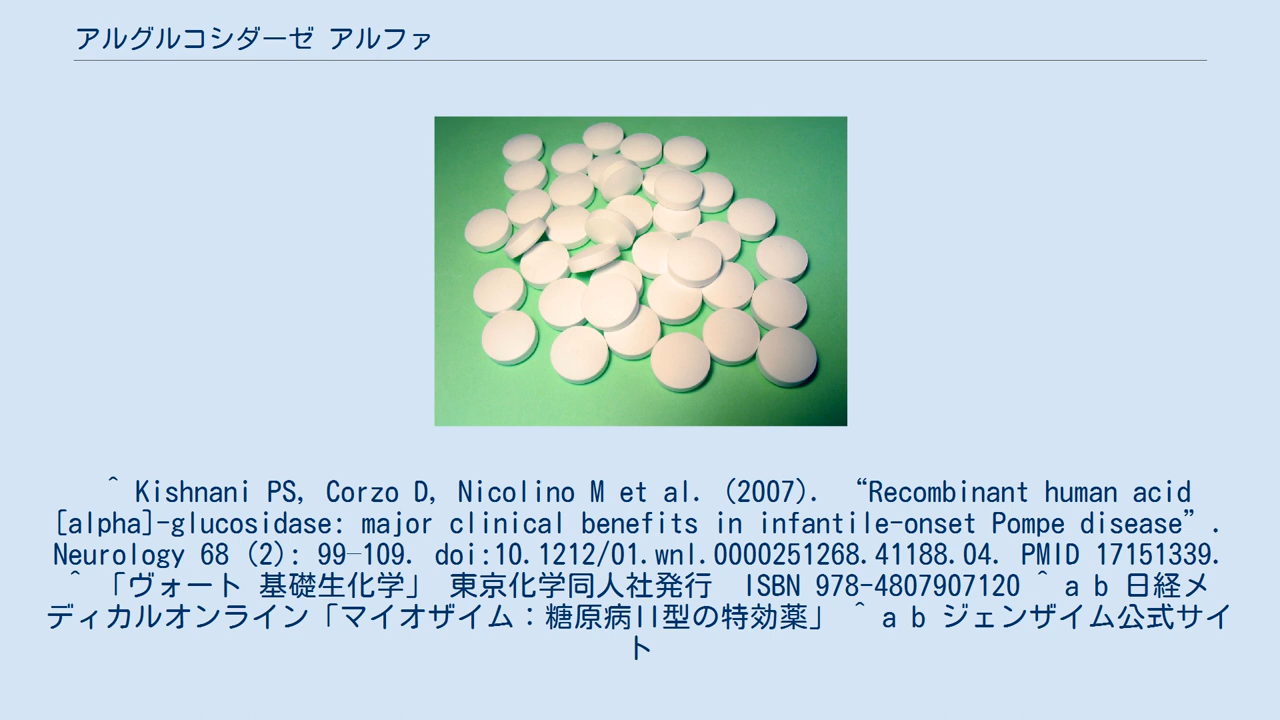 アルグルコシダーゼ アルファ
^ Kishnani PS, Corzo D, Nicolino M et al. (2007). “Recombinant human acid
[alpha]-glucosidase: major clinical benefits in infantile-onset Pompe disease”.
Neurology 68 (2): 99–109. doi:10.1212/01.wnl.0000251268.41188.04. PMID 17151339.
^ 「ヴォート 基礎生化学」 東京化学同人社発行　ISBN 978-4807907120 ^ a b 日経メ
ディカルオンライン「マイオザイム：糖原病II型の特効薬」 ^ a b ジェンザイム公式サイ
ト